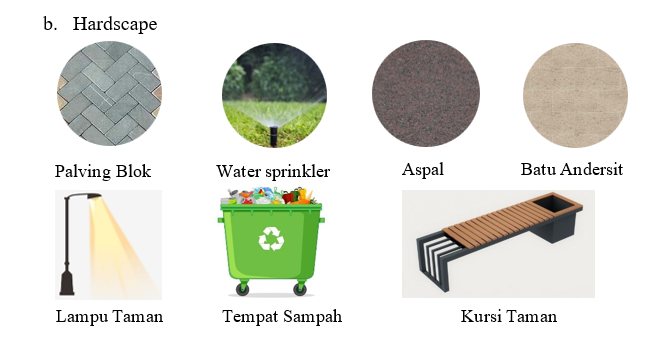 b. Hardscape
Palving Blok
Water sprinkler
Aspal
Batu Andersit
Lampu Taman
Tempat Sampah
Kursi Taman